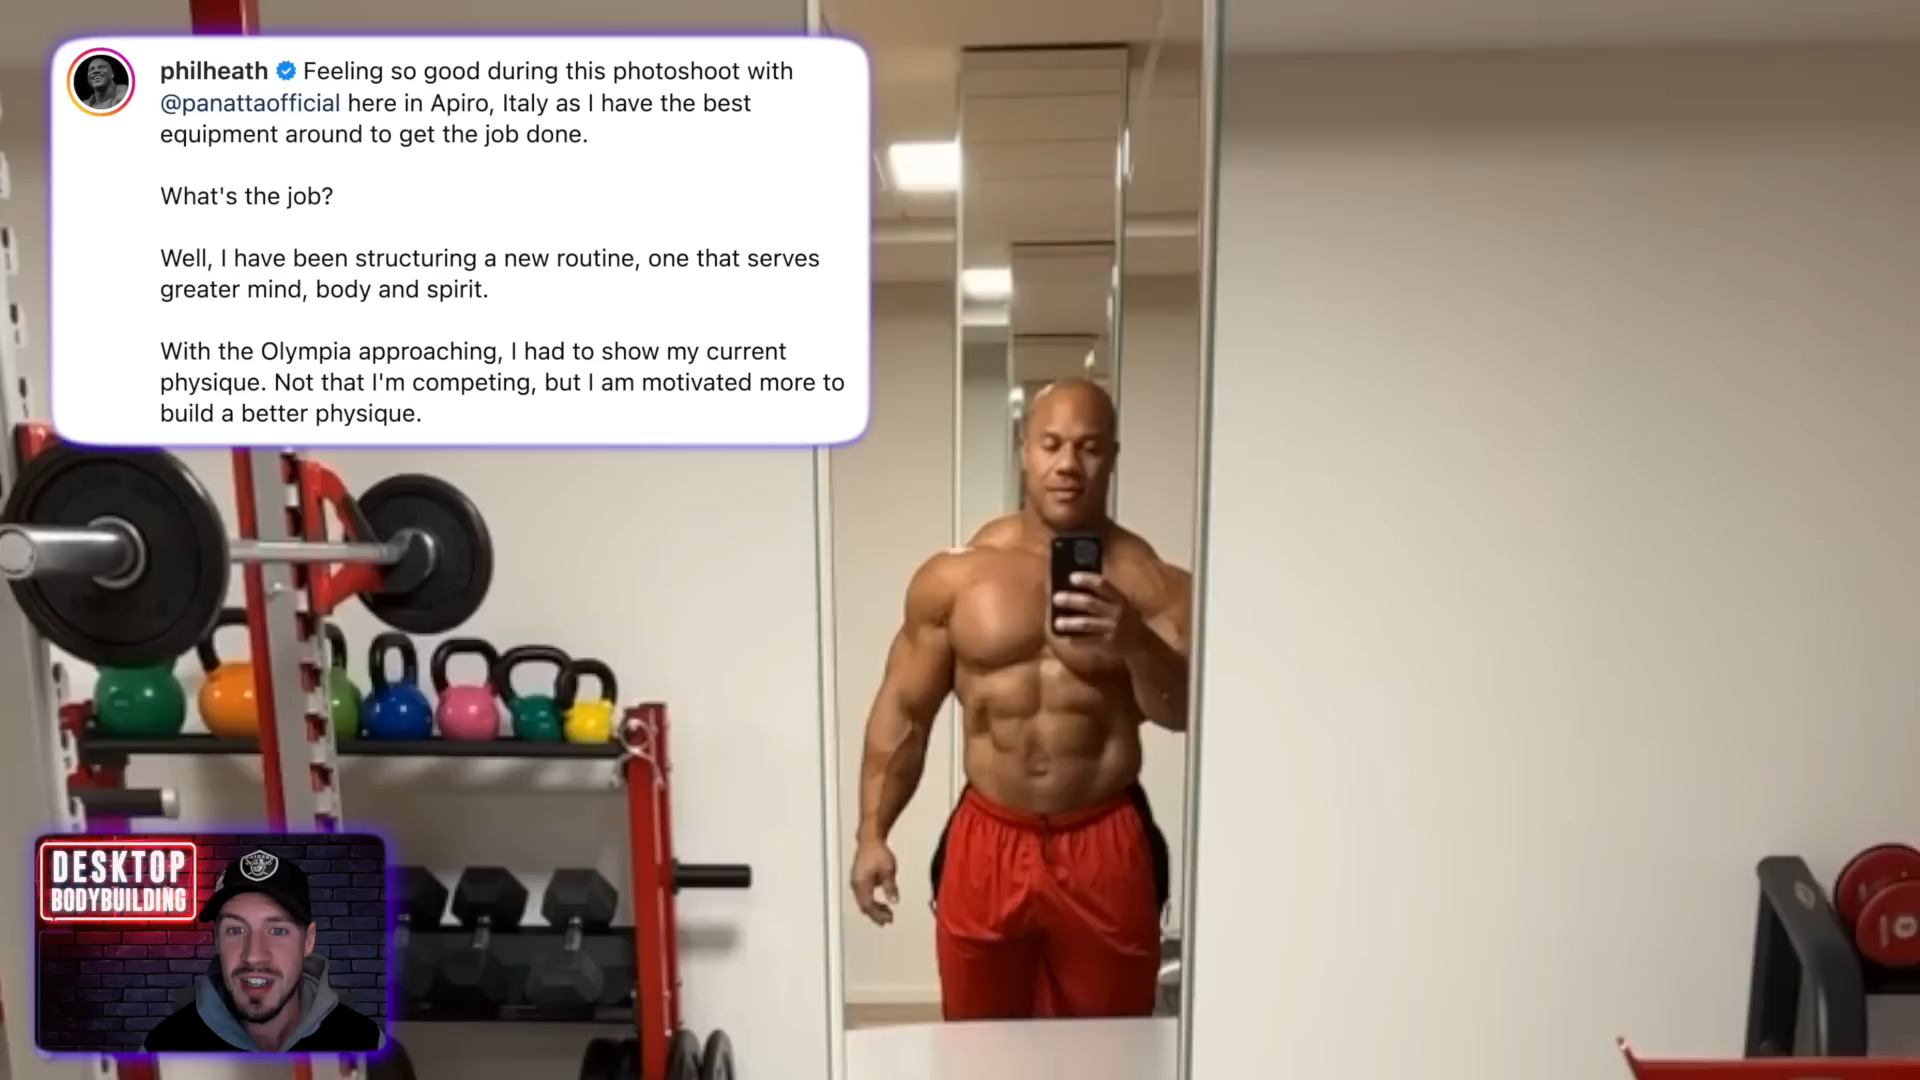 philheath Feeling so good during this photoshoot with
@panattaofficial here in Apiro, Italy as I have the best
equipment around to get the job done.
What's the job?
Well, I have been structuring a new routine, one that serves
greater mind, body and spirit.
With the Olympia approaching, I had to show my current
physique. Not that I'm competing, but I am motivated more to
build a better physique.
DESKTOP
BODYBUILDING